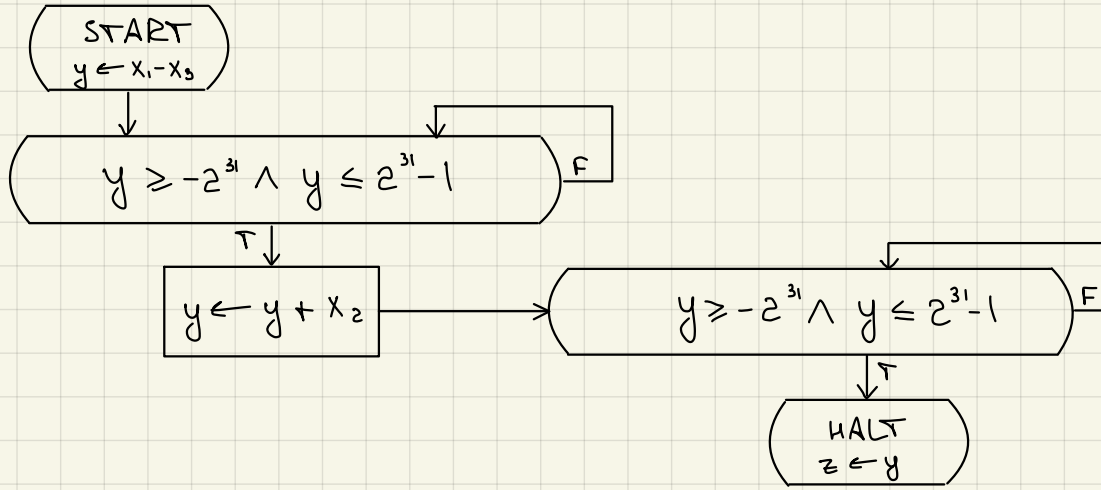 START
y ← x₁-x₃
y ⩾ -2³¹ ∧ y ≤ 2³¹-1
F
T
y ← y + x₂
y ⩾ -2³¹ ∧ y ≤ 2³¹-1
F
T
HALT
z ← y